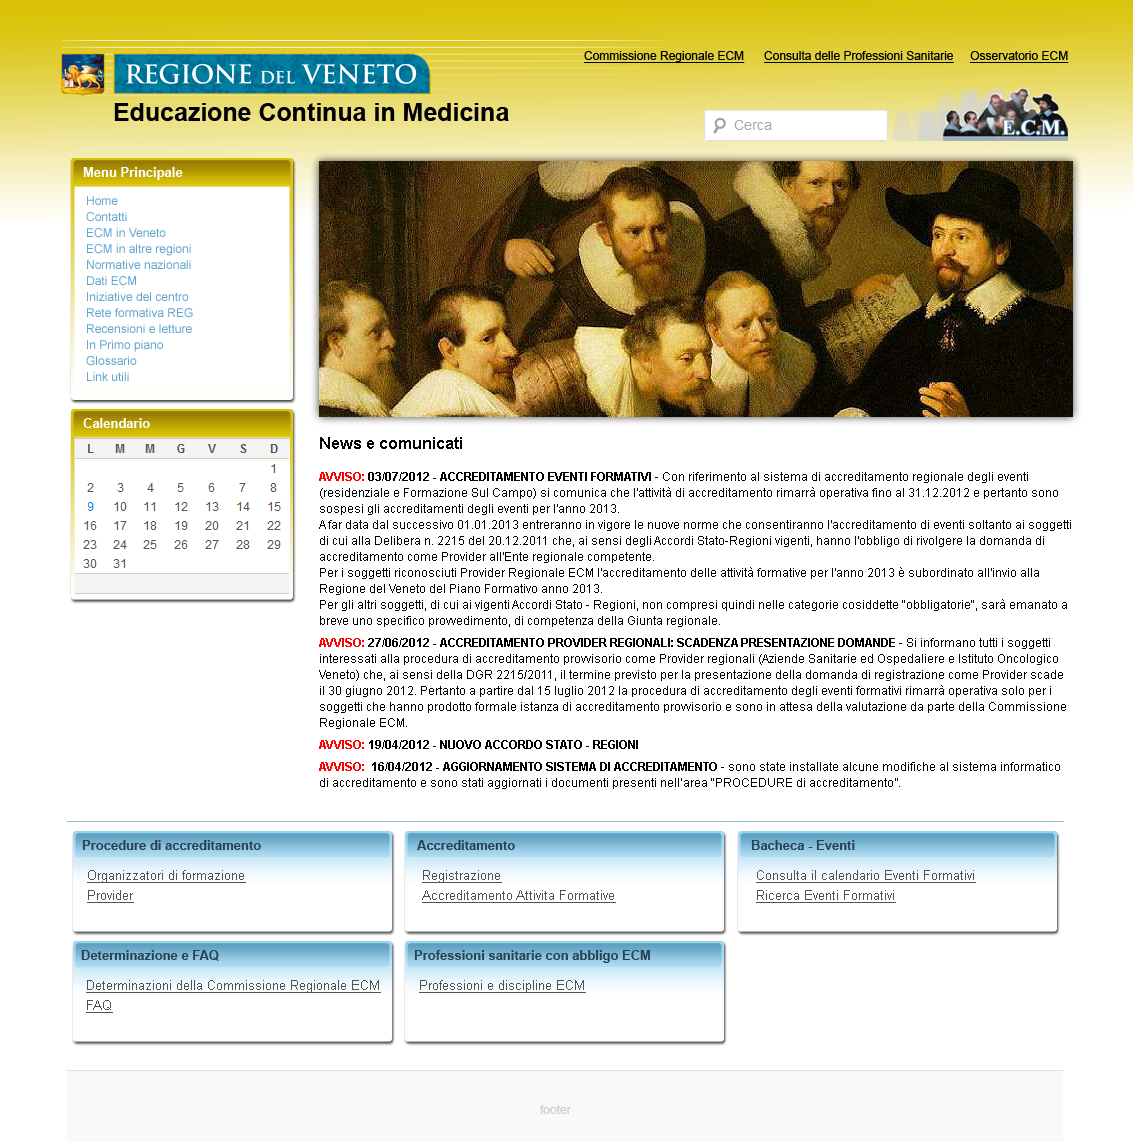 Commissione Regionale ECM Consulta delle Professioni Sanitarie Osservatorio ECM
REGIONE DEL VENETO
Educazione Continua in Medicina
Cerca
E.C.M.
Menu Principale
Home
Contatti
ECM in Veneto
ECM in altre regioni
Normative nazionali
Dati ECM
Iniziative del centro
Rete formativa REG
Recensioni e letture
In Primo piano
Glossario
Link utili
Calendario
L M M G V S D
1
2 3 4 5 6 7 8
9 10 11 12 13 14 15
16 17 18 19 20 21 22
23 24 25 26 27 28 29
30 31
News e comunicati
AVVISO: 03/07/2012 - ACCREDITAMENTO EVENTI FORMATIVI - Con riferimento al sistema di accreditamento regionale degli eventi
(residenziale e Formazione Sul Campo) si comunica che l'attività di accreditamento rimarrà operativa fino al 31.12.2012 e pertanto sono
sospesi gli accreditamenti degli eventi per l'anno 2013.
A far data dal successivo 01.01.2013 entreranno in vigore le nuove norme che consentiranno l'accreditamento di eventi soltanto ai soggetti
di cui alla Delibera n. 2215 del 20.12.2011 che, ai sensi degli Accordi Stato-Regioni vigenti, hanno l'obbligo di rivolgere la domanda di
accreditamento come Provider all'Ente regionale competente.
Per i soggetti riconosciuti Provider Regionale ECM l'accreditamento delle attività formative per l'anno 2013 è subordinato all'invio alla
Regione del Veneto del Piano Formativo anno 2013.
Per gli altri soggetti, di cui ai vigenti Accordi Stato - Regioni, non compresi quindi nelle categorie cosiddette "obbligatorie", sarà emanato a
breve uno specifico provvedimento, di competenza della Giunta regionale.
AVVISO: 27/06/2012 - ACCREDITAMENTO PROVIDER REGIONALI: SCADENZA PRESENTAZIONE DOMANDE - Si informano tutti i soggetti
interessati alla procedura di accreditamento provvisorio come Provider regionali (Aziende Sanitarie ed Ospedaliere e Istituto Oncologico
Veneto) che, ai sensi della DGR 2215/2011, il termine previsto per la presentazione della domanda di registrazione come Provider scade
il 30 giugno 2012. Pertanto a partire dal 15 luglio 2012 la procedura di accreditamento degli eventi formativi rimarrà operativa solo per i
soggetti che hanno prodotto formale istanza di accreditamento provvisorio e sono in attesa della valutazione da parte della Commissione
Regionale ECM.
AVVISO: 19/04/2012 - NUOVO ACCORDO STATO - REGIONI
AVVISO: 16/04/2012 - AGGIORNAMENTO SISTEMA DI ACCREDITAMENTO - sono state installate alcune modifiche al sistema informatico
di accreditamento e sono stati aggiornati i documenti presenti nell'area "PROCEDURE di accreditamento".
Procedure di accreditamento
Organizzatori di formazione
Provider
Accreditamento
Registrazione
Accreditamento Attivita Formative
Bacheca - Eventi
Consulta il calendario Eventi Formativi
Ricerca Eventi Formativi
Determinazione e FAQ
Determinazioni della Commissione Regionale ECM
FAQ
Professioni sanitarie con abbligo ECM
Professioni e discipline ECM
footer